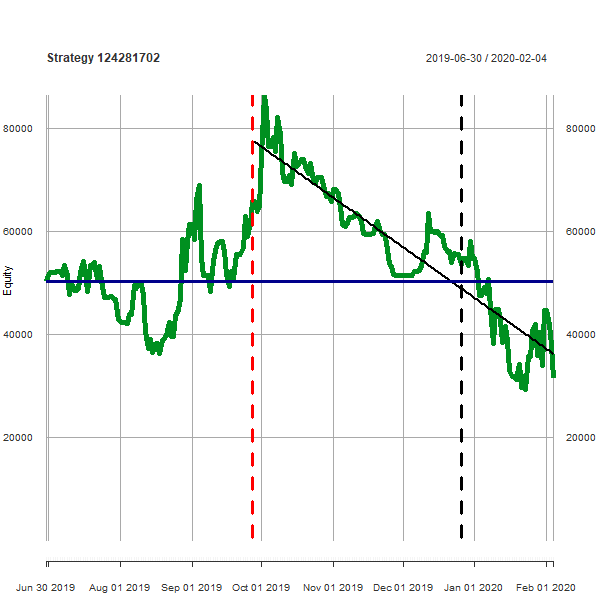 Strategy 124281702
2019-06-30 / 2020-02-04
80000 80000
60000 60000
Equity
40000 40000
20000 20000
Jun 30 2019 Aug 01 2019 Sep 01 2019 Oct 01 2019 Nov 01 2019 Dec 01 2019 Jan 01 2020 Feb 01 2020